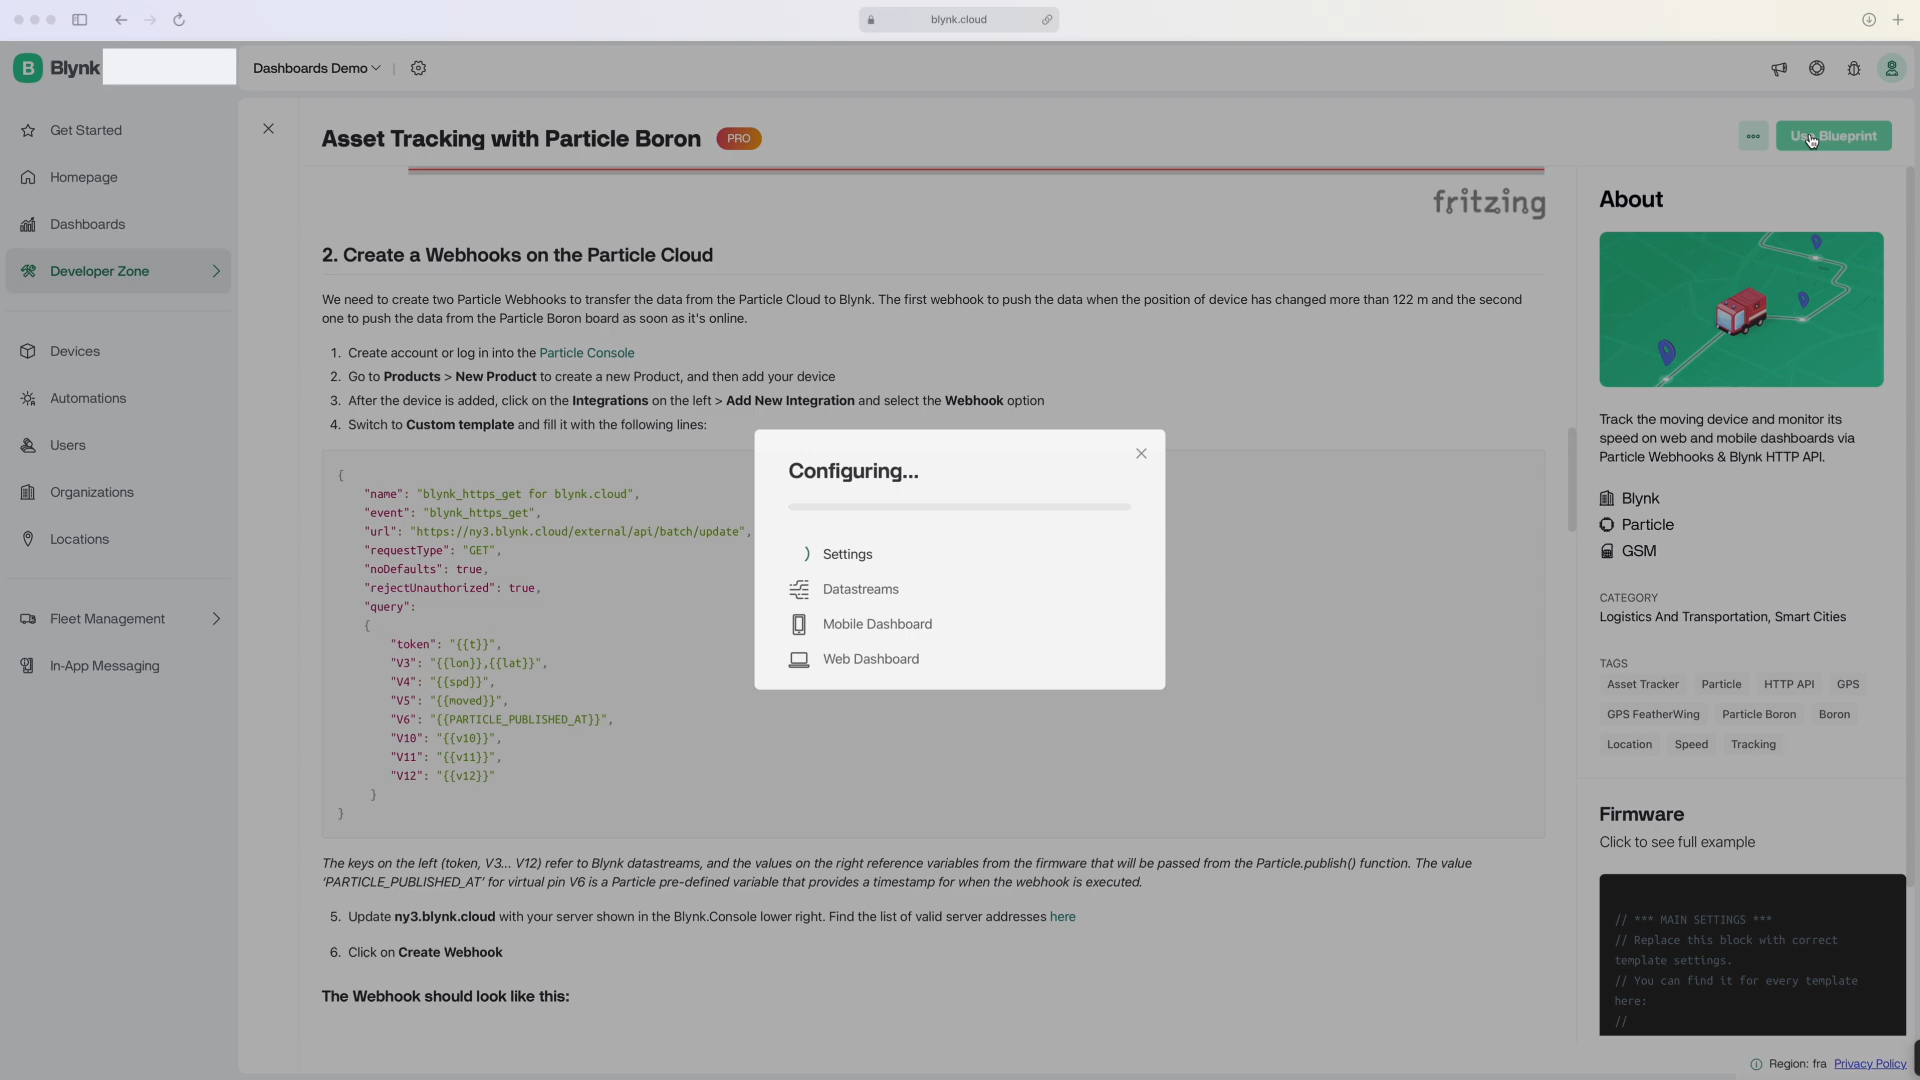 blynk.cloud
B Blynk
Dashboards Demo
Get Started
Homepage
Dashboards
Developer Zone
Devices
Automations
Users
Organizations
Locations
Fleet Management
In-App Messaging
Asset Tracking with Particle Boron PRO
Use Blueprint
fritzing
2. Create a Webhooks on the Particle Cloud
We need to create two Particle Webhooks to transfer the data from the Particle Cloud to Blynk. The first webhook to push the data when the position of device has changed more than 122 m and the second
one to push the data from the Particle Boron board as soon as it's online.
1. Create account or log in into the Particle Console
2. Go to Products > New Product to create a new Product, and then add your device
3. After the device is added, click on the Integrations on the left > Add New Integration and select the Webhook option
4. Switch to Custom template and fill it with the following lines:
{
"name": "blynk_https_get for blynk.cloud",
"event": "blynk_https_get",
"url": "https://ny3.blynk.cloud/external/api/batch/update",
"requestType": "GET",
"noDefaults": true,
"rejectUnauthorized": true,
"query":
{
"token": "{{t}}",
"V3": "{{lon}},{{lat}}",
"V4": "{{spd}}",
"V5": "{{moved}}",
"V6": "{{PARTICLE_PUBLISHED_AT}}",
"V10": "{{v10}}",
"V11": "{{v11}}",
"V12": "{{v12}}"
}
}
The keys on the left (token, V3... V12) refer to Blynk datastreams, and the values on the right reference variables from the firmware that will be passed from the Particle.publish() function. The value
'PARTICLE_PUBLISHED_AT' for virtual pin V6 is a Particle pre-defined variable that provides a timestamp for when the webhook is executed.
5. Update ny3.blynk.cloud with your server shown in the Blynk.Console lower right. Find the list of valid server addresses here
6. Click on Create Webhook
The Webhook should look like this:
Configuring...
Settings
Datastreams
Mobile Dashboard
Web Dashboard
About
Track the moving device and monitor its
speed on web and mobile dashboards via
Particle Webhooks & Blynk HTTP API.
Blynk
Particle
GSM
CATEGORY
Logistics And Transportation, Smart Cities
TAGS
Asset Tracker Particle HTTP API GPS
GPS FeatherWing Particle Boron Boron
Location Speed Tracking
Firmware
Click to see full example
// *** MAIN SETTINGS ***
// Replace this block with correct
template settings.
// You can find it for every template
here:
//
Region: fra Privacy Policy